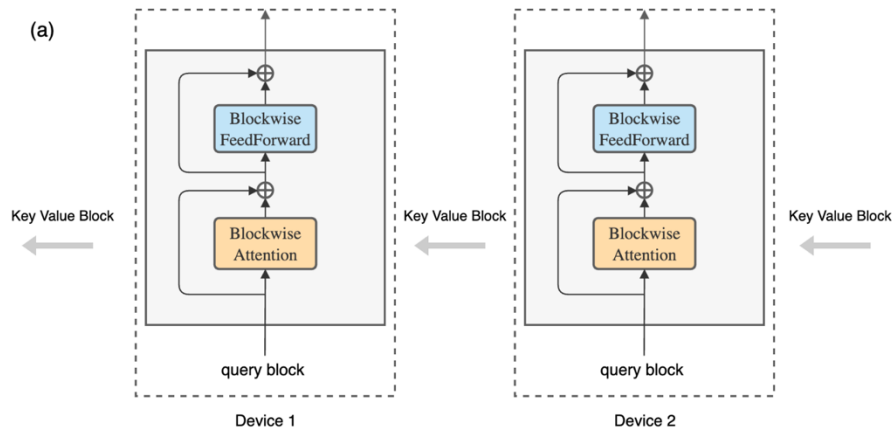 (a)
Blockwise
FeedForward
Blockwise
FeedForward
Key Value Block
Key Value Block
Key Value Block
Blockwise
Attention
Blockwise
Attention
query block
query block
Device 1
Device 2